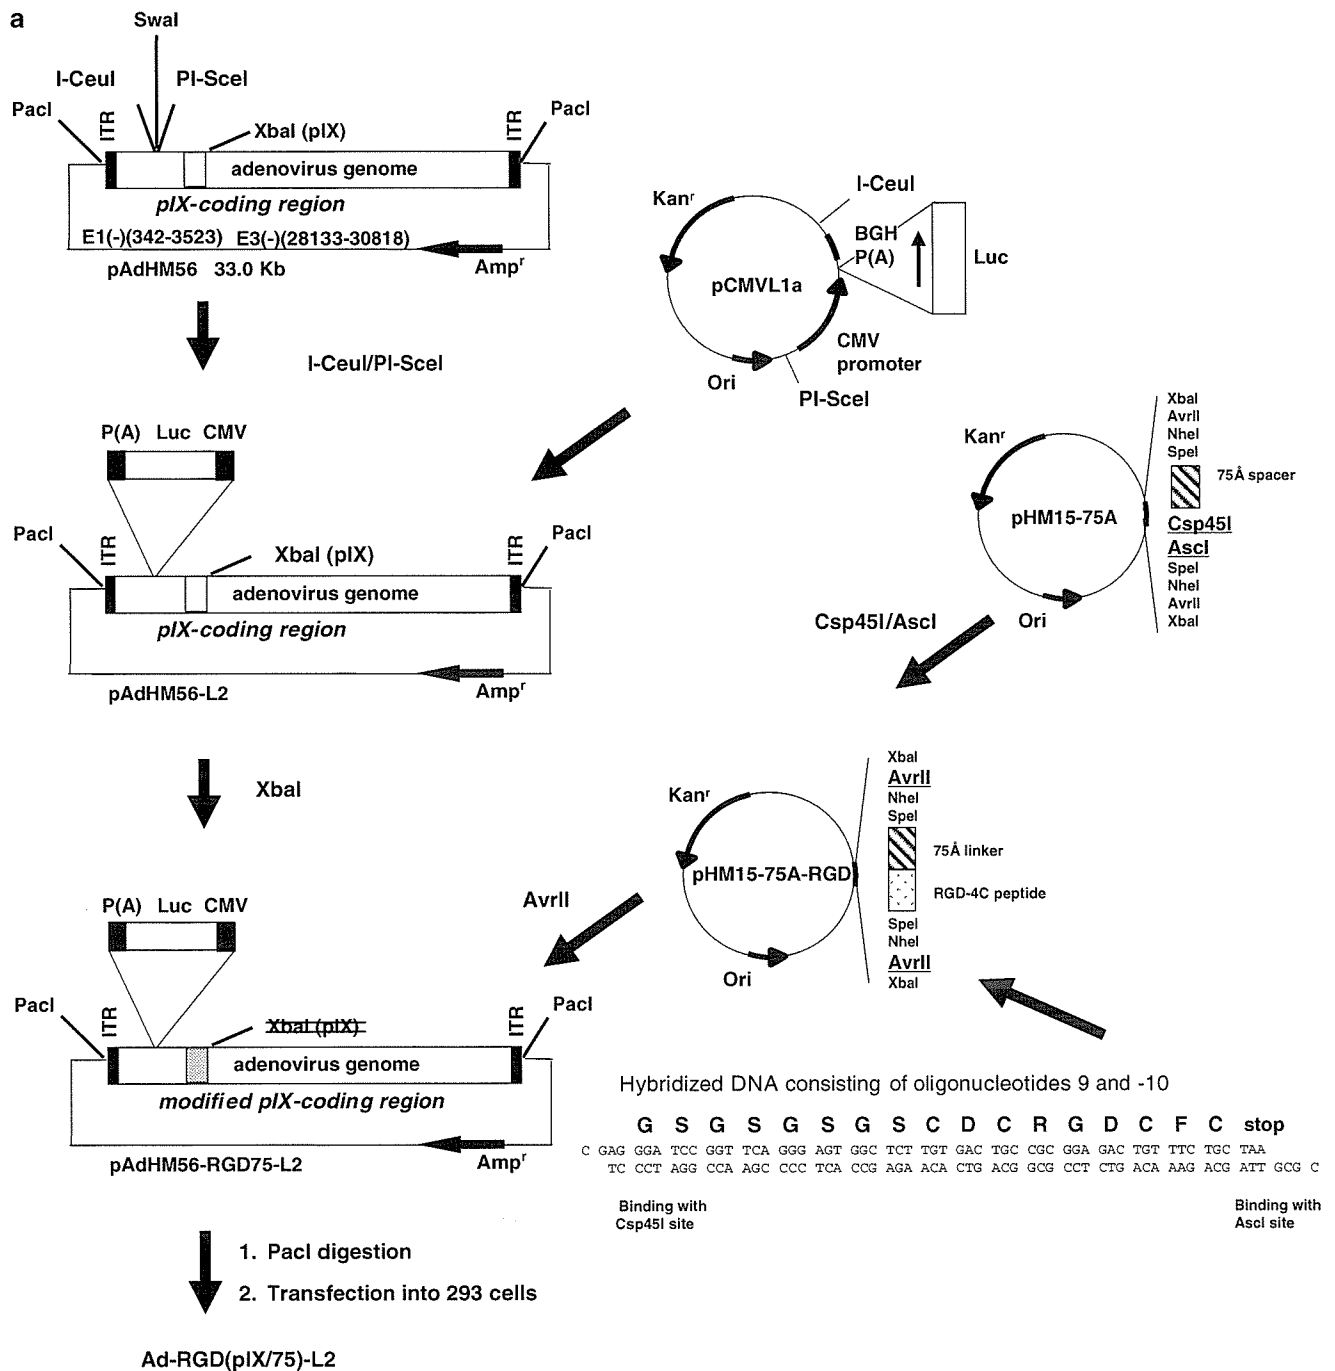 a
SwaI
I-CeuI PI-SceI
PacI
ITR
XbaI (pIX)
ITR
PacI
adenovirus genome
pIX-coding region
E1(-)(342-3523) E3(-)(28133-30818)
pAdHM56 33.0 Kb
Ampr
I-CeuI/PI-SceI
Kanr
I-CeuI
BGH
P(A)
Luc
pCMVL1a
CMV
promoter
Ori
PI-SceI
P(A) Luc CMV
PacI
ITR
XbaI (pIX)
ITR
PacI
adenovirus genome
pIX-coding region
pAdHM56-L2
Ampr
Kanr
pHM15-75A
Ori
XbaI
AvrII
NheI
SpeI
75Å spacer
Csp45I
AscI
SpeI
NheI
AvrII
XbaI
Csp45I/AscI
XbaI
Kanr
pHM15-75A-RGD
Ori
XbaI
AvrII
NheI
SpeI
75Å linker
RGD-4C peptide
SpeI
NheI
AvrII
XbaI
AvrII
P(A) Luc CMV
PacI
ITR
XbaI (pIX)
ITR
PacI
adenovirus genome
modified pIX-coding region
pAdHM56-RGD75-L2
Ampr
Hybridized DNA consisting of oligonucleotides 9 and -10
G S G S G S G S C D C R G D C F C stop
C GAG GGA TCC GGT TCA GGG AGT GGC TCT TGT GAC TGC CGC GGA GAC TGT TTC TGC TAA
TC CCT AGG CCA AGC CCC TCA CCG AGA ACA CTG ACG GCG CCT CTG ACA AAG ACG ATT GCG C
Binding with
Csp45I site
Binding with
AscI site
1. PacI digestion
2. Transfection into 293 cells
Ad-RGD(pIX/75)-L2